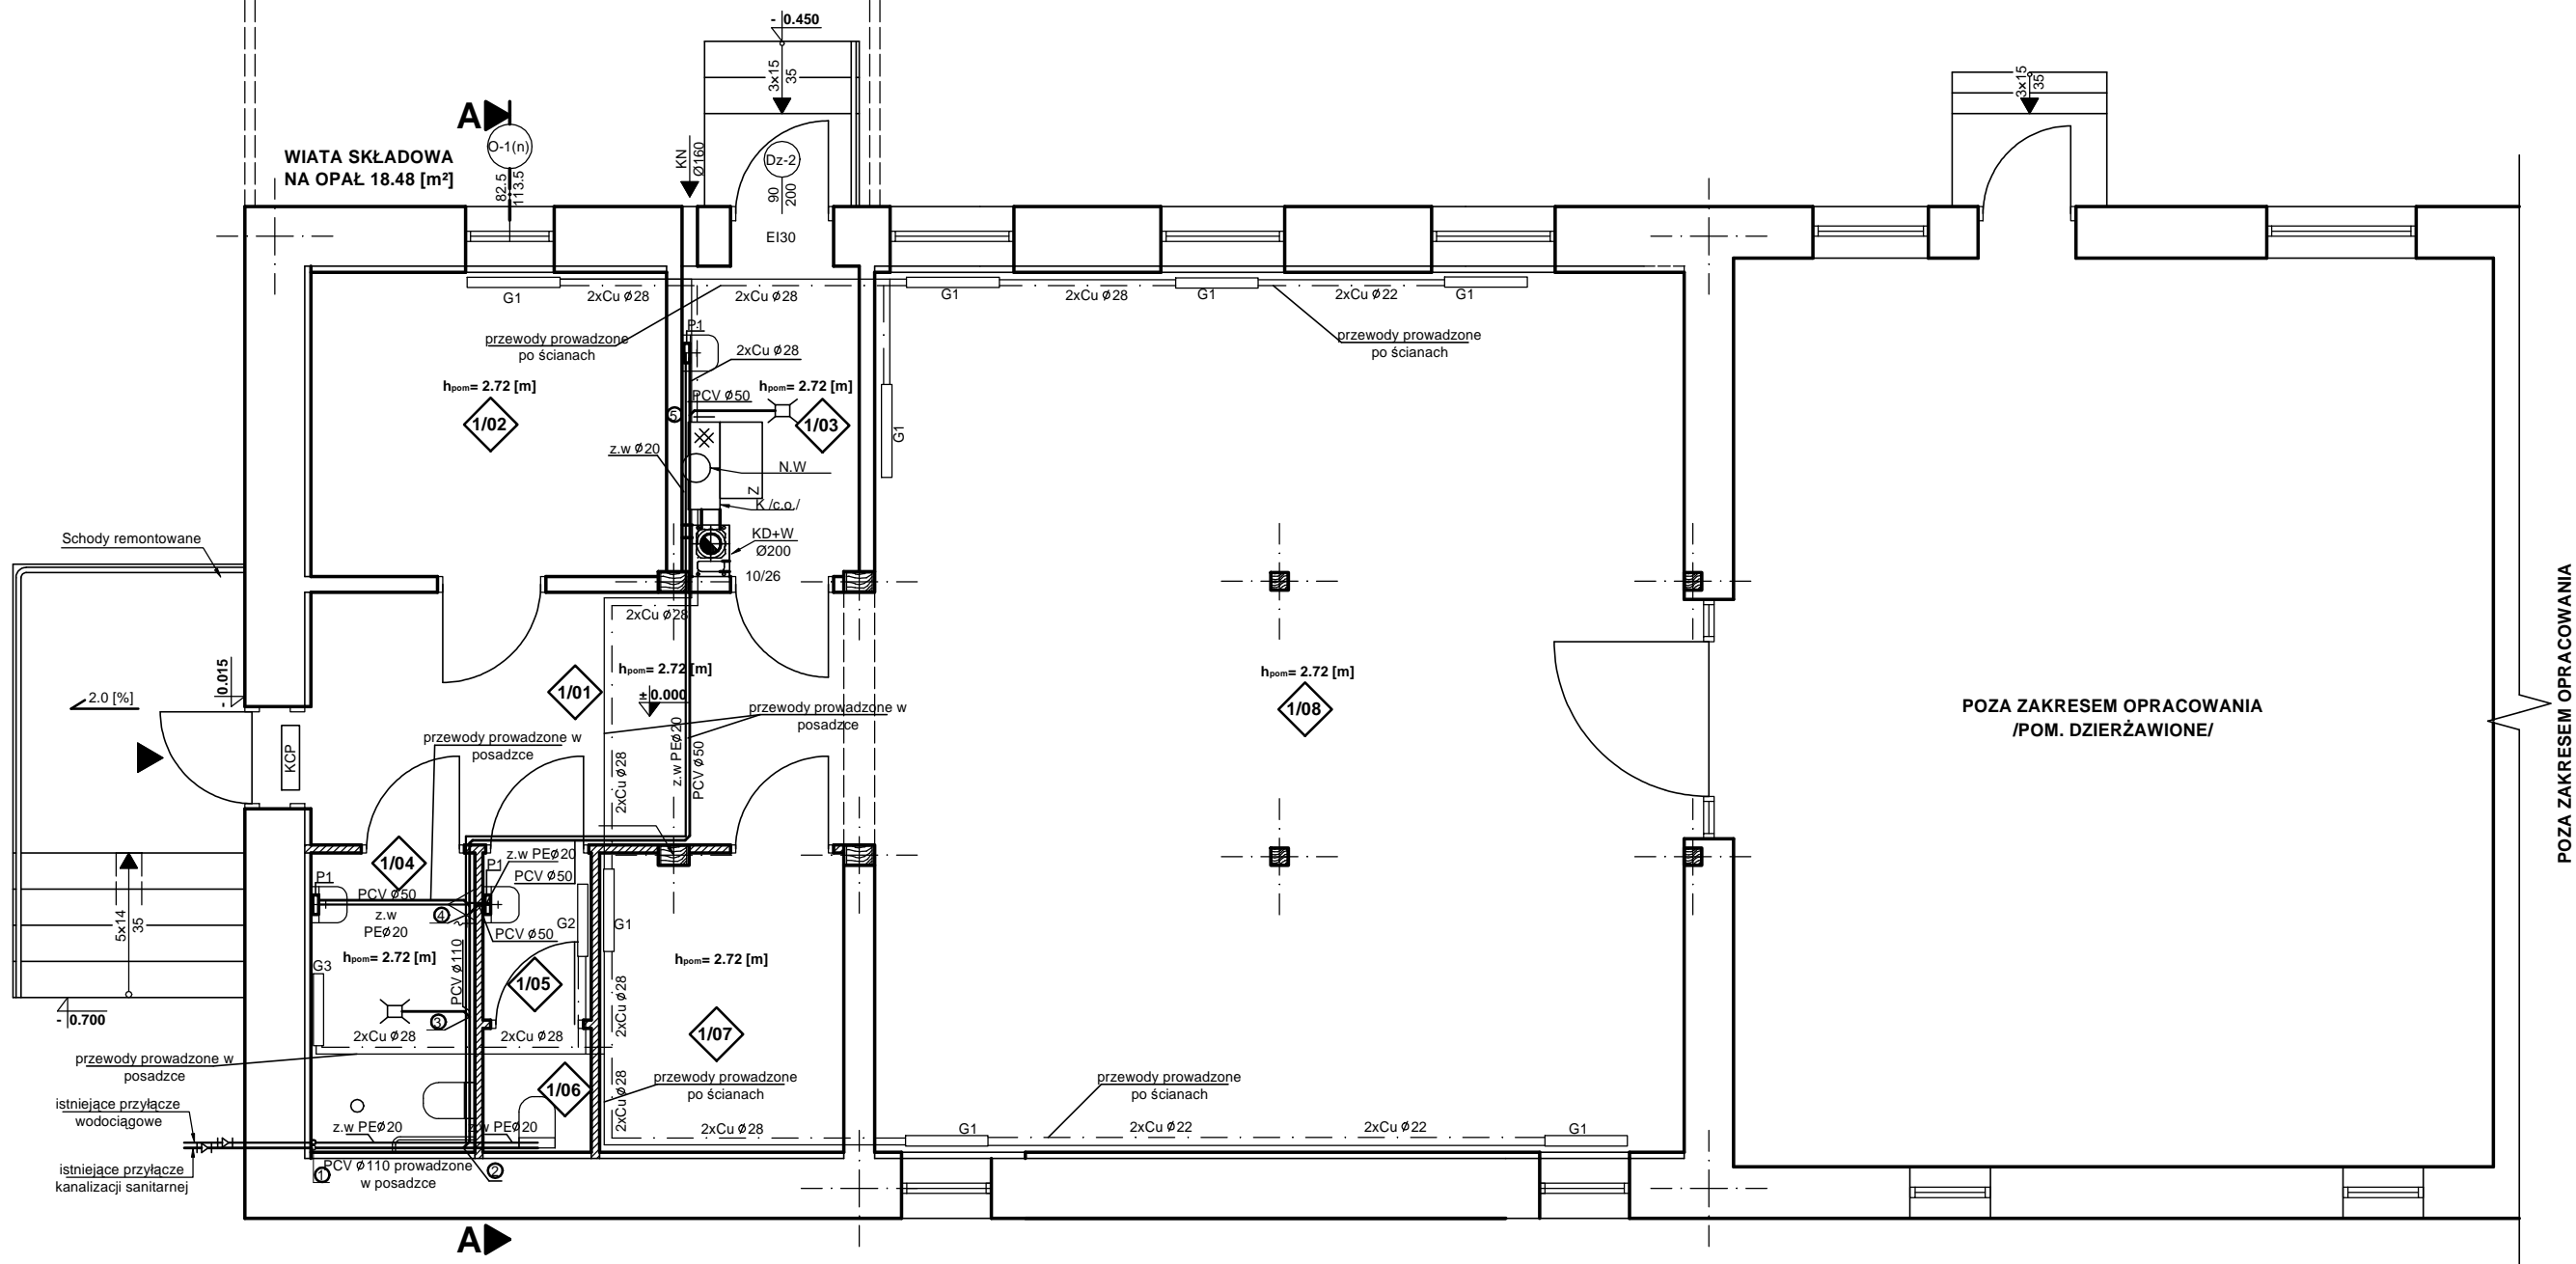 - 0.450
3×15
35
3×15
35
A
O-1(n)
82.5
113.5
WIATA SKŁADOWA
NA OPAŁ 18.48 [m²]
KN
Ø160
Dz-2
90
200
EI30
G1
2xCu Ø28
2xCu Ø28
G1
2xCu Ø28
G1
2xCu Ø22
G1
przewody prowadzone
po ścianach
P1
2xCu Ø28
przewody prowadzone
po ścianach
hpom= 2.72 [m]
1/02
PCV Ø50
hpom= 2.72 [m]
5
1/03
G1
z.w Ø20
N.W
Z
K /c.o./
KD+W
Ø200
10/26
Schody remontowane
2xCu Ø28
- 0.015
2.0 [%]
1/01
hpom= 2.72 [m]
±0.000
hpom= 2.72 [m]
1/08
przewody prowadzone w
posadzce
przewody prowadzone w
posadzce
KCP
2xCu Ø28
z.w PEØ20
PCV Ø50
POZA ZAKRESEM OPRACOWANIA
/POM. DZIERŻAWIONE/
POZA ZAKRESEM OPRACOWANIA
1/04
P1
PCV Ø50
z.w
PEØ20
4
P1
z.w PEØ20
PCV Ø50
PCV Ø50
G2
G1
5x14
35
hpom= 2.72 [m]
PCV Ø110
G3
1/05
hpom= 2.72 [m]
- 0.700
3
2xCu Ø28
2xCu Ø28
2xCu Ø28
1/07
przewody prowadzone w
posadzce
1/06
2xCu Ø28
przewody prowadzone
po ścianach
przewody prowadzone
po ścianach
istniejące przyłącze
wodociągowe
z.w PEØ20
z.w PEØ20
2xCu Ø28
G1
2xCu Ø22
2xCu Ø22
G1
istniejące przyłącze
kanalizacji sanitarnej
1
PCV Ø110 prowadzone
w posadzce
2
A